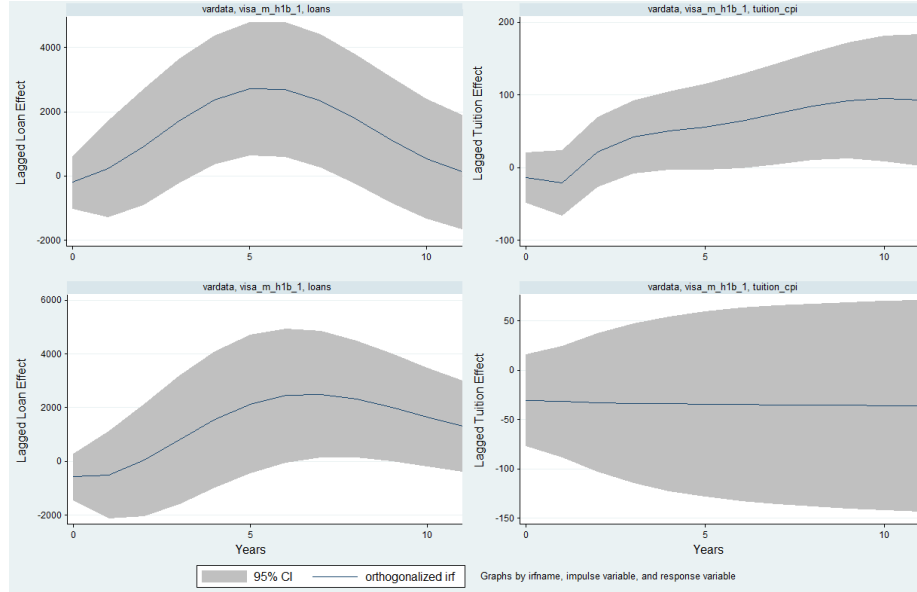 vardata, visa_m_h1b_1, loans
4000
2000
0
-2000
Lagged Loan Effect
0
5
10
vardata, visa_m_h1b_1, tuition_cpi
200
100
0
-100
Lagged Tuition Effect
0
5
10
vardata, visa_m_h1b_1, loans
6000
4000
2000
0
-2000
Lagged Loan Effect
0
5
10
Years
vardata, visa_m_h1b_1, tuition_cpi
50
0
-50
-100
-150
Lagged Tuition Effect
0
5
10
Years
95% CI
orthogonalized irf
Graphs by irfname, impulse variable, and response variable